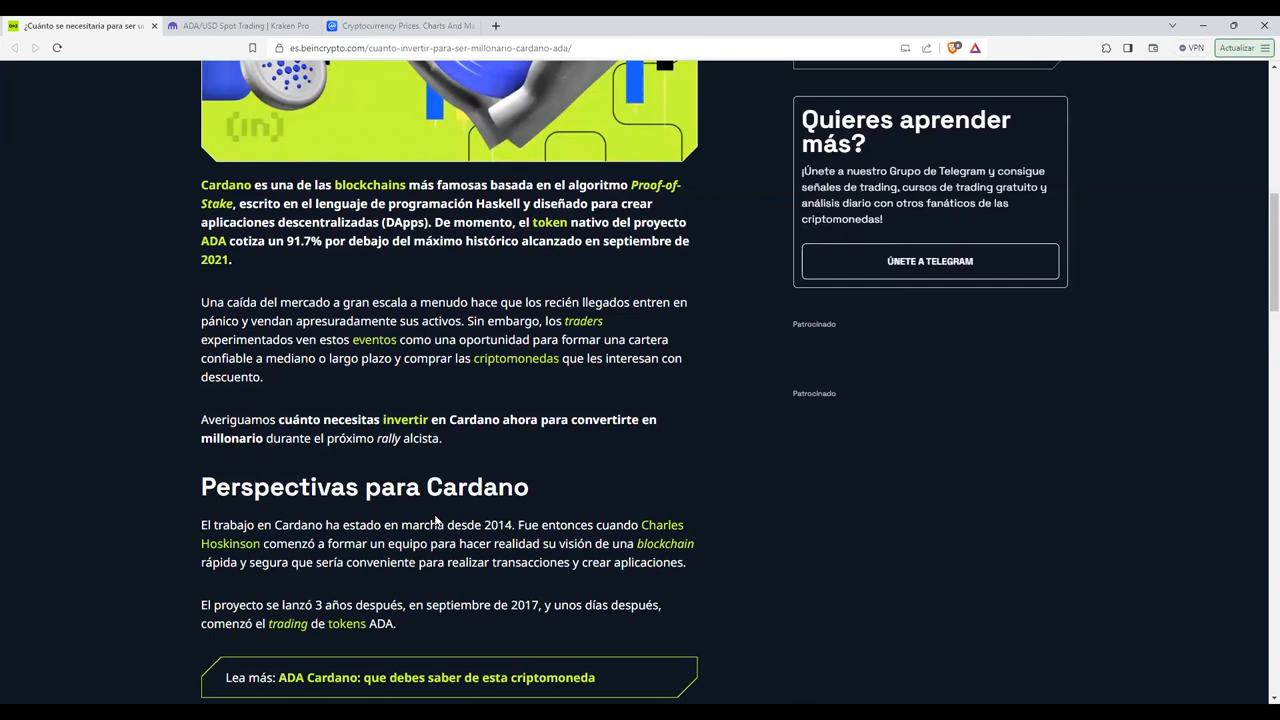 ¿Cuánto se necesitaria para ser u
ADA/USD Spot Trading | Kraken Pro
Cryptocurrency Prices, Charts And Ma
es.beincrypto.com/cuanto-invertir-para-ser-millonario-cardano-ada/
VPN
Actualizar
(in)
Cardano es una de las blockchains más famosas basada en el algoritmo Proof-of-
Stake, escrito en el lenguaje de programación Haskell y diseñado para crear
aplicaciones descentralizadas (DApps). De momento, el token nativo del proyecto
ADA cotiza un 91.7% por debajo del máximo histórico alcanzado en septiembre de
2021.
Una caída del mercado a gran escala a menudo hace que los recién llegados entren en
pánico y vendan apresuradamente sus activos. Sin embargo, los traders
experimentados ven estos eventos como una oportunidad para formar una cartera
confiable a mediano o largo plazo y comprar las criptomonedas que les interesan con
descuento.
Averiguamos cuánto necesitas invertir en Cardano ahora para convertirte en
millonario durante el próximo rally alcista.
Perspectivas para Cardano
El trabajo en Cardano ha estado en marcha desde 2014. Fue entonces cuando Charles
Hoskinson comenzó a formar un equipo para hacer realidad su visión de una blockchain
rápida y segura que sería conveniente para realizar transacciones y crear aplicaciones.
El proyecto se lanzó 3 años después, en septiembre de 2017, y unos días después,
comenzó el trading de tokens ADA.
Lea más: ADA Cardano: que debes saber de esta criptomoneda
Quieres aprender
más?
¡Únete a nuestro Grupo de Telegram y consigue
señales de trading, cursos de trading gratuito y
análisis diario con otros fanáticos de las
criptomonedas!
ÚNETE A TELEGRAM
Patrocinado
Patrocinado